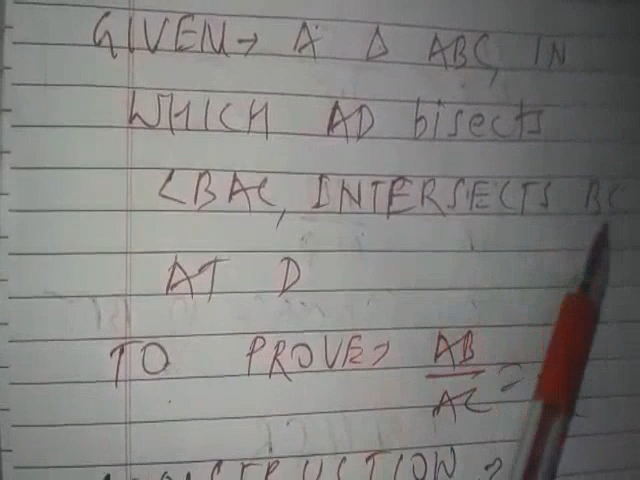 GIVEN→ A Δ ABC, IN
WHICH AD bisects
<BAC, INTERSECTS BC
AT D
TO PROVE→ AB/AC =